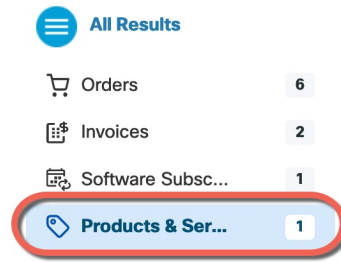 All Results
Orders 6
Invoices 2
Software Subsc... 1
Products & Ser... 1